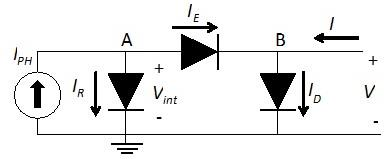 I_E
A
B
I
I_PH
I_R
+
V_int
-
I_D
+
V
-